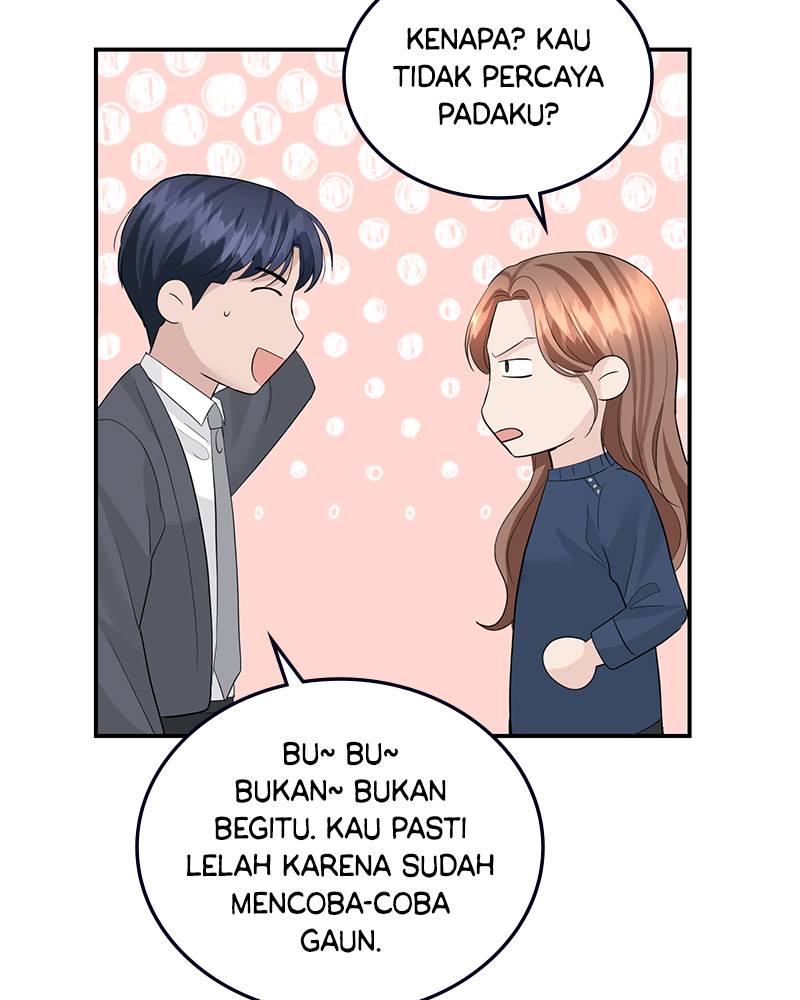 KENAPA? KAU
TIDAK PERCAYA
PADAKU?
BU~ BU~
BUKAN~ BUKAN
BEGITU. KAU PASTI
LELAH KARENA SUDAH
MENCOBA-COBA
GAUN.